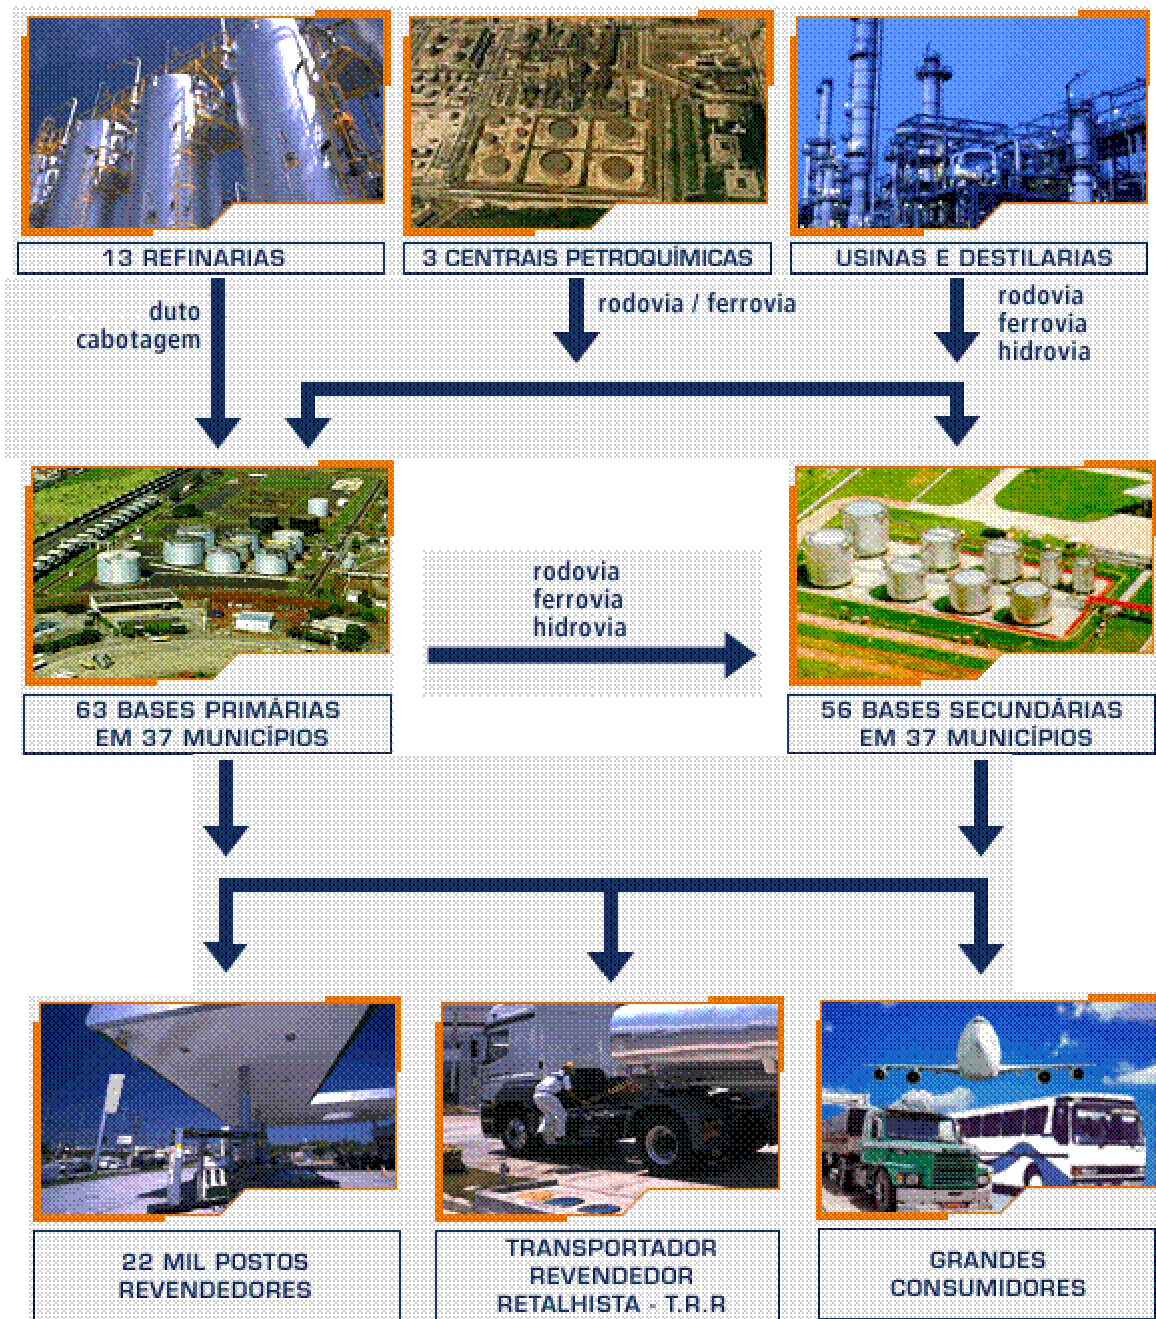 13 REFINARIAS
3 CENTRAIS PETROQUÍMICAS
USINAS E DESTILARIAS
duto
cabotagem
rodovia / ferrovia
rodovia
ferrovia
hidrovia
rodovia
ferrovia
hidrovia
63 BASES PRIMÁRIAS
EM 37 MUNICÍPIOS
56 BASES SECUNDÁRIAS
EM 37 MUNICÍPIOS
22 MIL POSTOS
REVENDEDORES
TRANSPORTADOR
REVENDEDOR
RETALHISTA - T.R.R
GRANDES
CONSUMIDORES